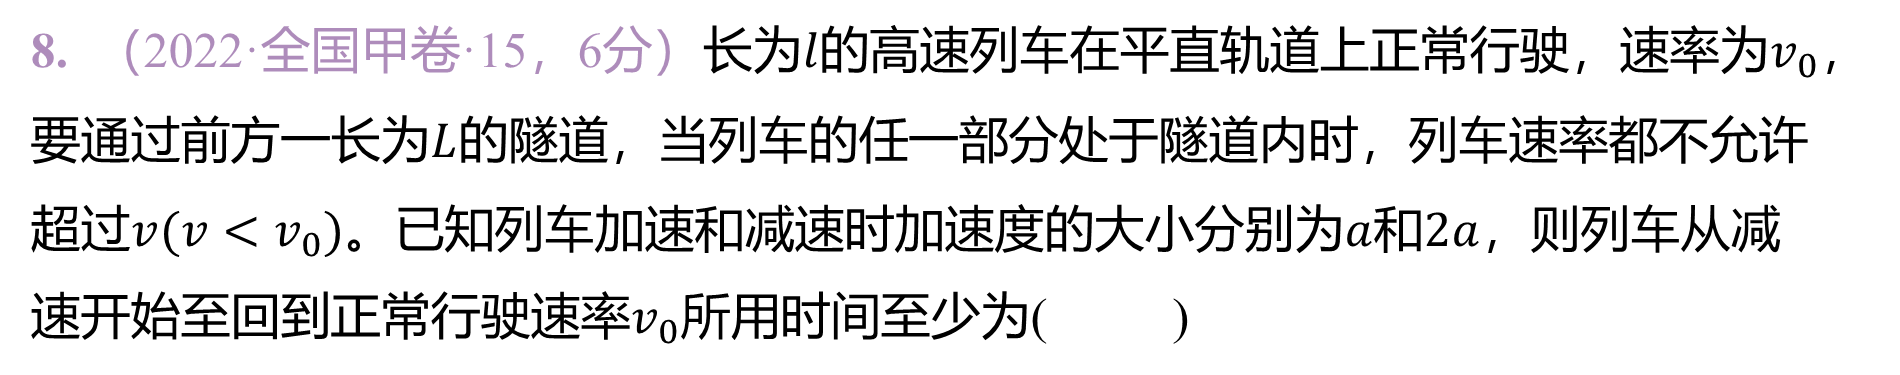 8. （2022·全国甲卷·15，6分）长为l的高速列车在平直轨道上正常行驶，速率为v₀，
要通过前方一长为L的隧道，当列车的任一部分处于隧道内时，列车速率都不允许
超过v(v < v₀)。已知列车加速和减速时加速度的大小分别为a和2a，则列车从减
速开始至回到正常行驶速率v₀所用时间至少为(　　)